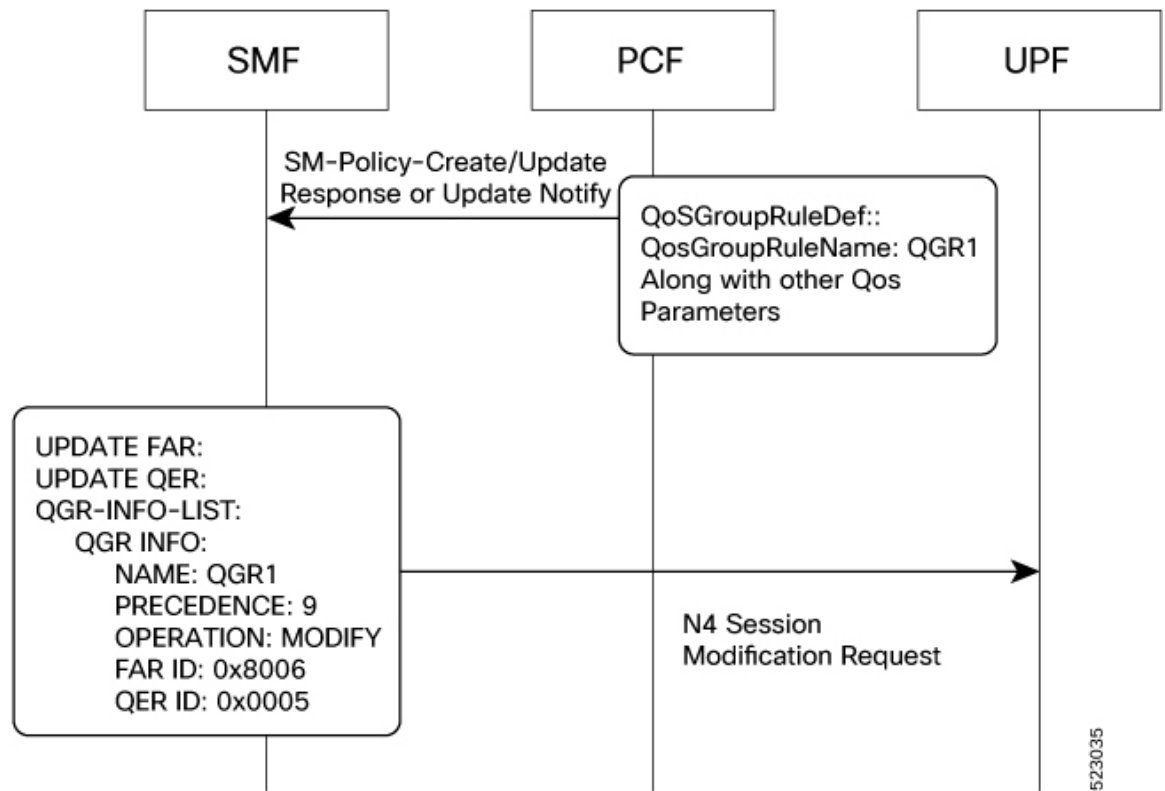 SMF
PCF
UPF
SM-Policy-Create/Update
Response or Update Notify
QoSGroupRuleDef::
QosGroupRuleName: QGR1
Along with other Qos
Parameters
UPDATE FAR:
UPDATE QER:
QGR-INFO-LIST:
QGR INFO:
NAME: QGR1
PRECEDENCE: 9
OPERATION: MODIFY
FAR ID: 0x8006
QER ID: 0x0005
N4 Session
Modification Request
523035